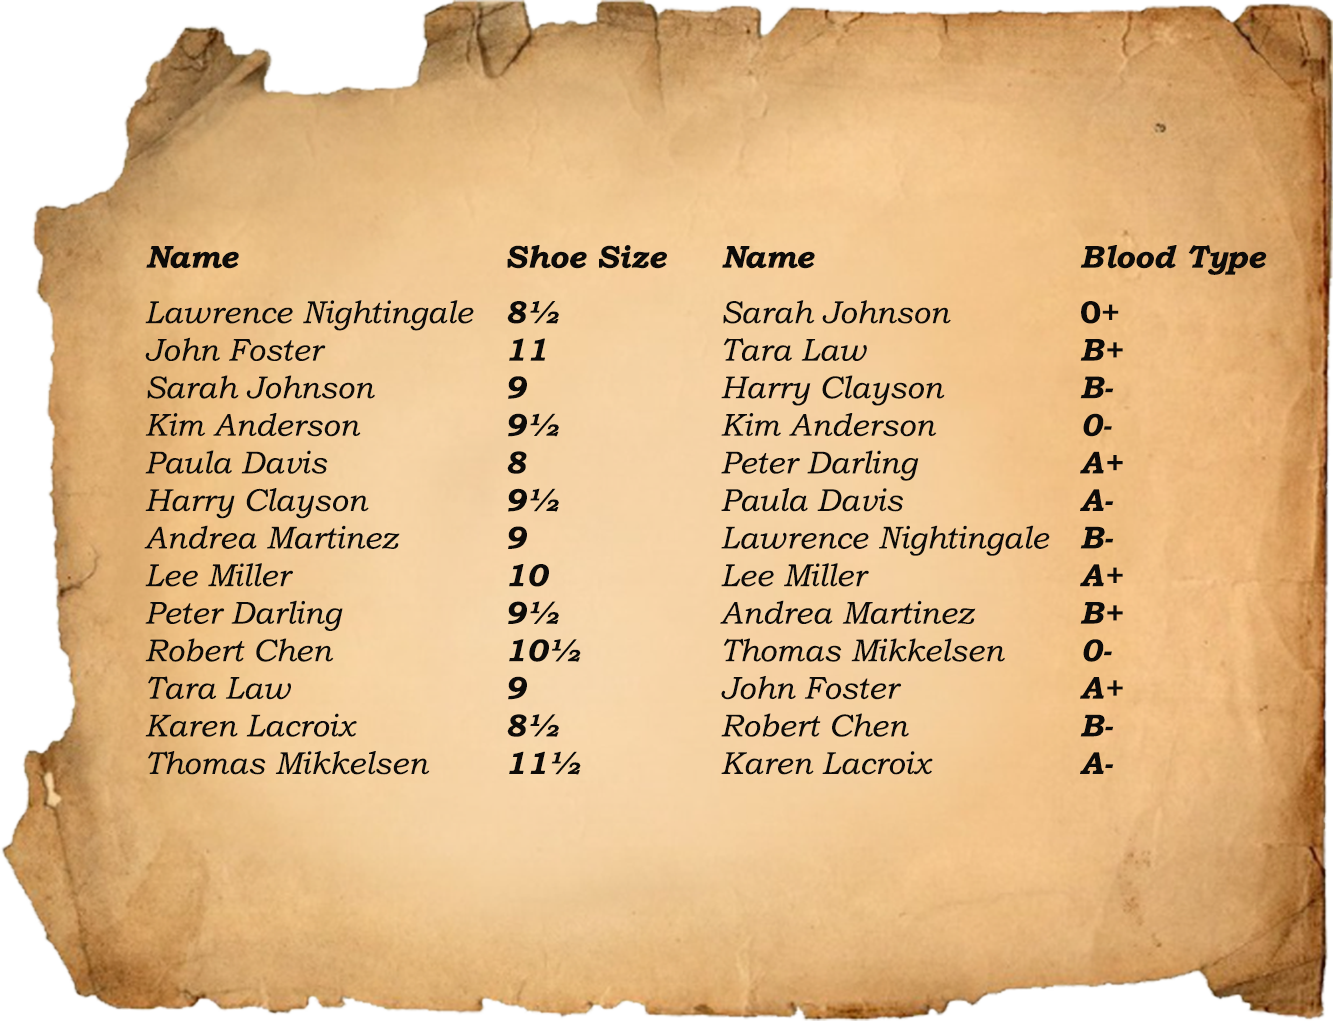 Name Shoe Size Name Blood Type
Lawrence Nightingale 8½ Sarah Johnson 0+
John Foster 11 Tara Law B+
Sarah Johnson 9 Harry Clayson B-
Kim Anderson 9½ Kim Anderson 0-
Paula Davis 8 Peter Darling A+
Harry Clayson 9½ Paula Davis A-
Andrea Martinez 9 Lawrence Nightingale B-
Lee Miller 10 Lee Miller A+
Peter Darling 9½ Andrea Martinez B+
Robert Chen 10½ Thomas Mikkelsen 0-
Tara Law 9 John Foster A+
Karen Lacroix 8½ Robert Chen B-
Thomas Mikkelsen 11½ Karen Lacroix A-